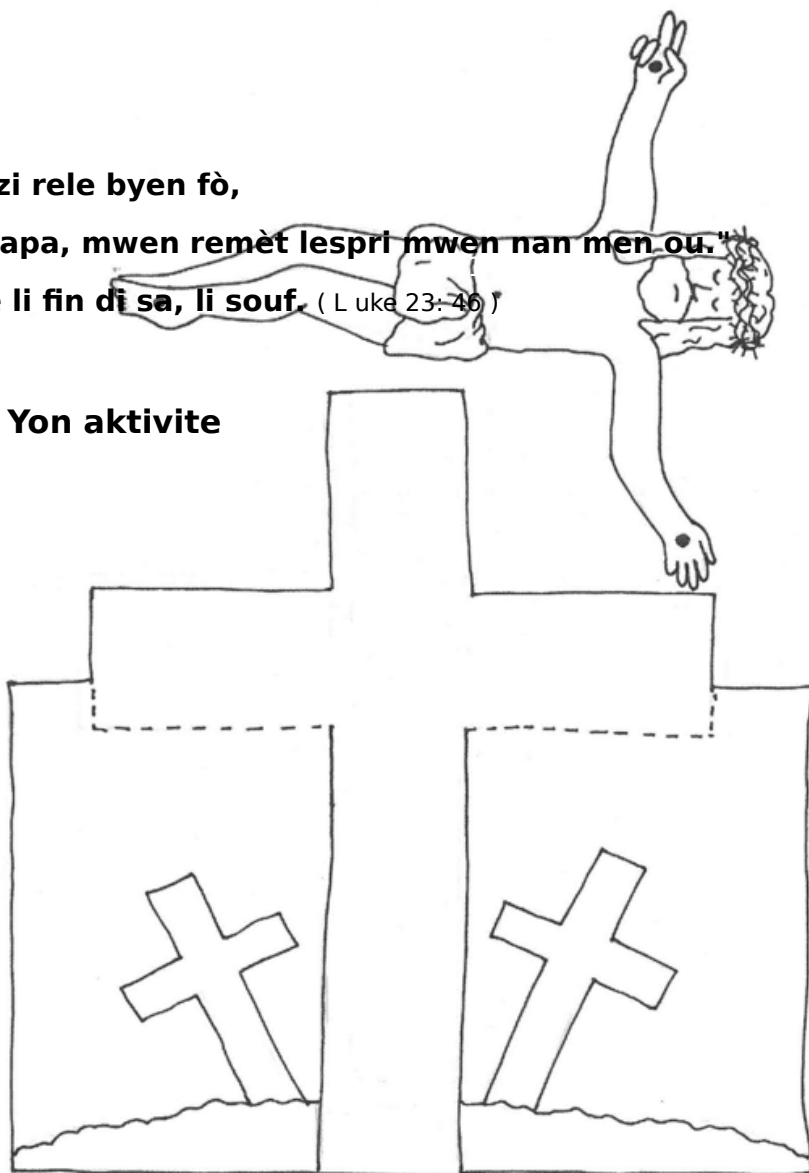 zi rele byen fò,
apa, mwen remèt lespri mwen nan men ou."
li fin di sa, li souf. ( L uke 23: 46 )
Yon aktivite